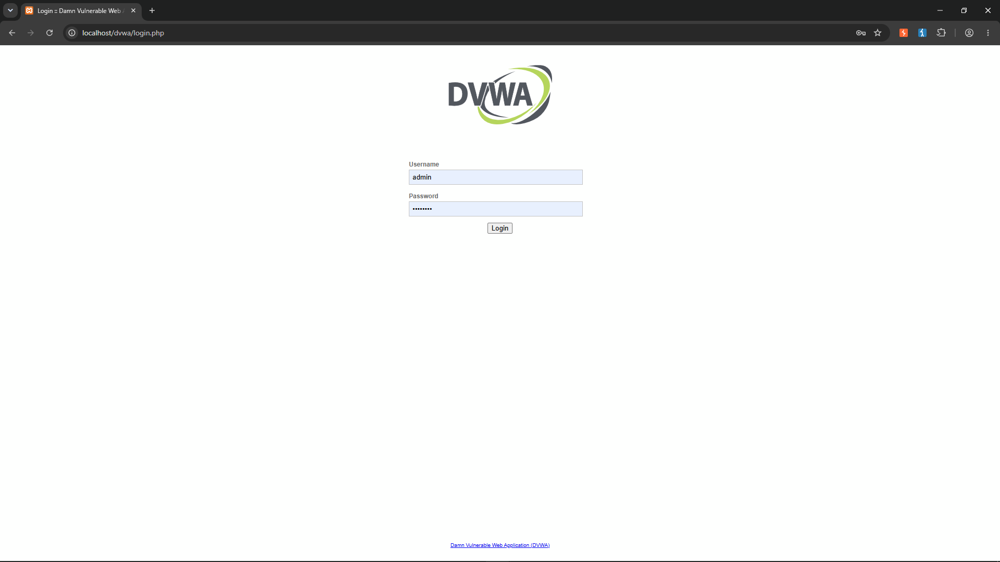 Login :: Damn Vulnerable Web
localhost/dvwa/login.php
DVWA
Username
admin
Password
••••••••
Login
Damn Vulnerable Web Application (DVWA)